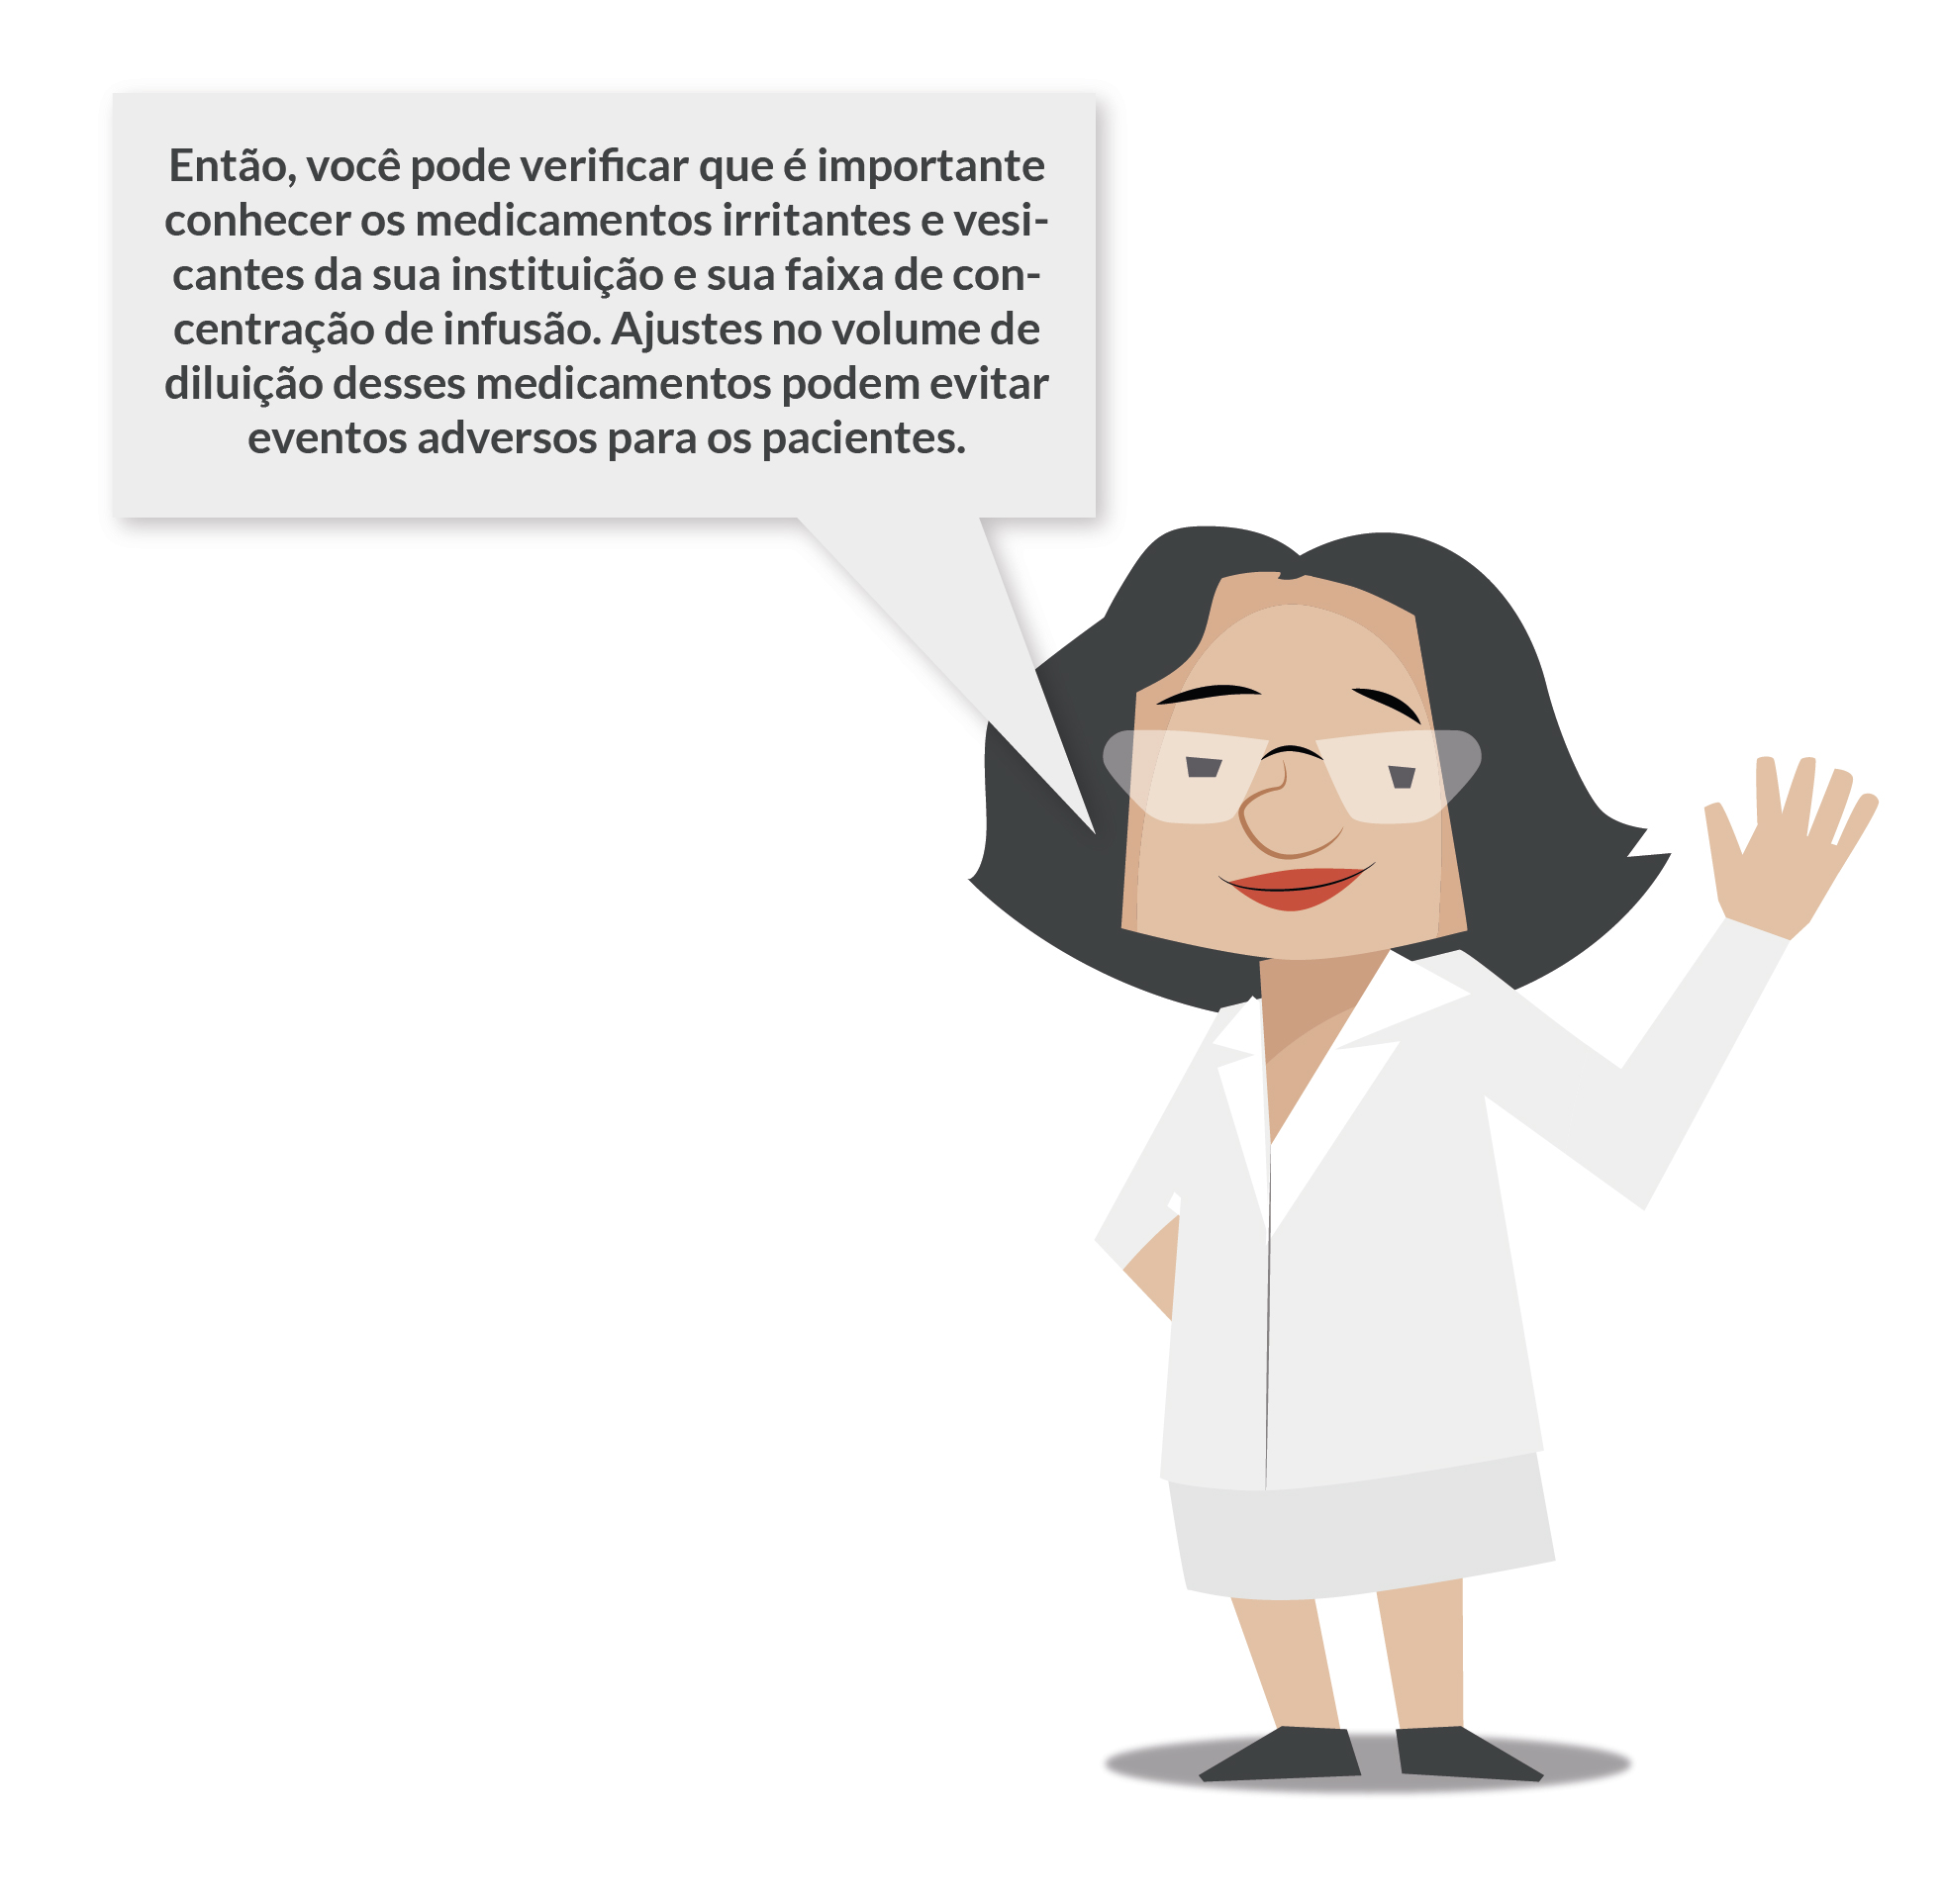 Então, você pode verificar que é importante
conhecer os medicamentos irritantes e vesi-
cantes da sua instituição e sua faixa de con-
centração de infusão. Ajustes no volume de
diluição desses medicamentos podem evitar
eventos adversos para os pacientes.